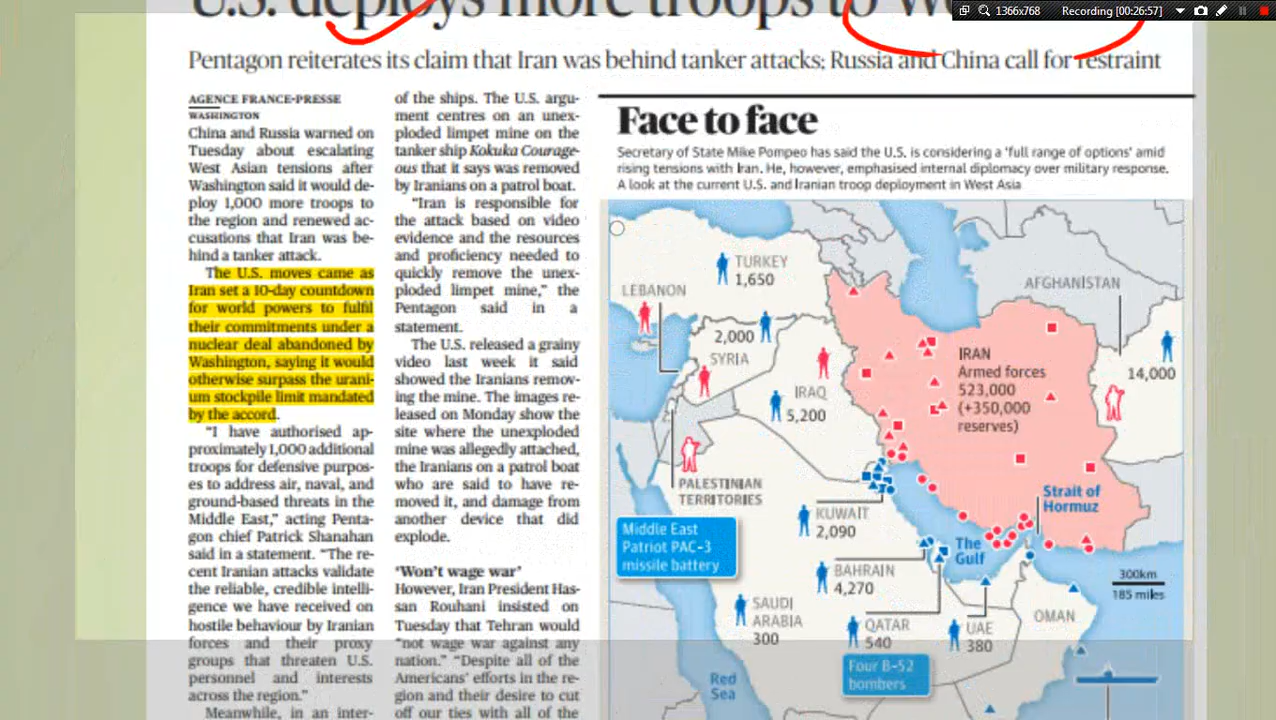 U.S. deploys more troops to
1366x768
Recording [00:26:57]
Pentagon reiterates its claim that Iran was behind tanker attacks; Russia and China call for restraint
AGENCE FRANCE-PRESSE
WASHINGTON
China and Russia warned on
Tuesday about escalating
West Asian tensions after
Washington said it would de-
ploy 1,000 more troops to
the region and renewed ac-
cusations that Iran was be-
hind a tanker attack.
The U.S. moves came as
Iran set a 10-day countdown
for world powers to fulfil
their commitments under a
nuclear deal abandoned by
Washington, saying it would
otherwise surpass the urani-
um stockpile limit mandated
by the accord.
"I have authorised ap-
proximately 1,000 additional
troops for defensive purpos-
es to address air, naval, and
ground-based threats in the
Middle East," acting Penta-
gon chief Patrick Shanahan
said in a statement. "The re-
cent Iranian attacks validate
the reliable, credible intelli-
gence we have received on
hostile behaviour by Iranian
forces and their proxy
groups that threaten U.S.
personnel and interests
across the region."
Meanwhile, in an inter-
of the ships. The U.S. argu-
ment centres on an unex-
ploded limpet mine on the
tanker ship Kokuka Courage-
ous that it says was removed
by Iranians on a patrol boat.
"Iran is responsible for
the attack based on video
evidence and the resources
and proficiency needed to
quickly remove the unex-
ploded limpet mine," the
Pentagon said in a
statement.
The U.S. released a grainy
video last week it said
showed the Iranians remov-
ing the mine. The images re-
leased on Monday show the
site where the unexploded
mine was allegedly attached,
the Iranians on a patrol boat
who are said to have re-
moved it, and damage from
another device that did
explode.
'Won't wage war'
However, Iran President Has-
san Rouhani insisted on
Tuesday that Tehran would
"not wage war against any
nation." "Despite all of the
Americans' efforts in the re-
gion and their desire to cut
off our ties with all of the
Face to face
Secretary of State Mike Pompeo has said the U.S. is considering a 'full range of options' amid
rising tensions with Iran. He, however, emphasised internal diplomacy over military response.
A look at the current U.S. and Iranian troop deployment in West Asia
TURKEY
1,650
LEBANON
AFGHANISTAN
14,000
2,000
SYRIA
IRAQ
5,200
IRAN
Armed forces
523,000
(+350,000
reserves)
PALESTINIAN
TERRITORIES
Strait of
Hormuz
KUWAIT
2,090
Middle East
Patriot PAC-3
missile battery
The
Gulf
BAHRAIN
4,270
300km
185 miles
SAUDI
ARABIA
300
QATAR
540
UAE
380
OMAN
Four B-52
bombers
Red
Sea